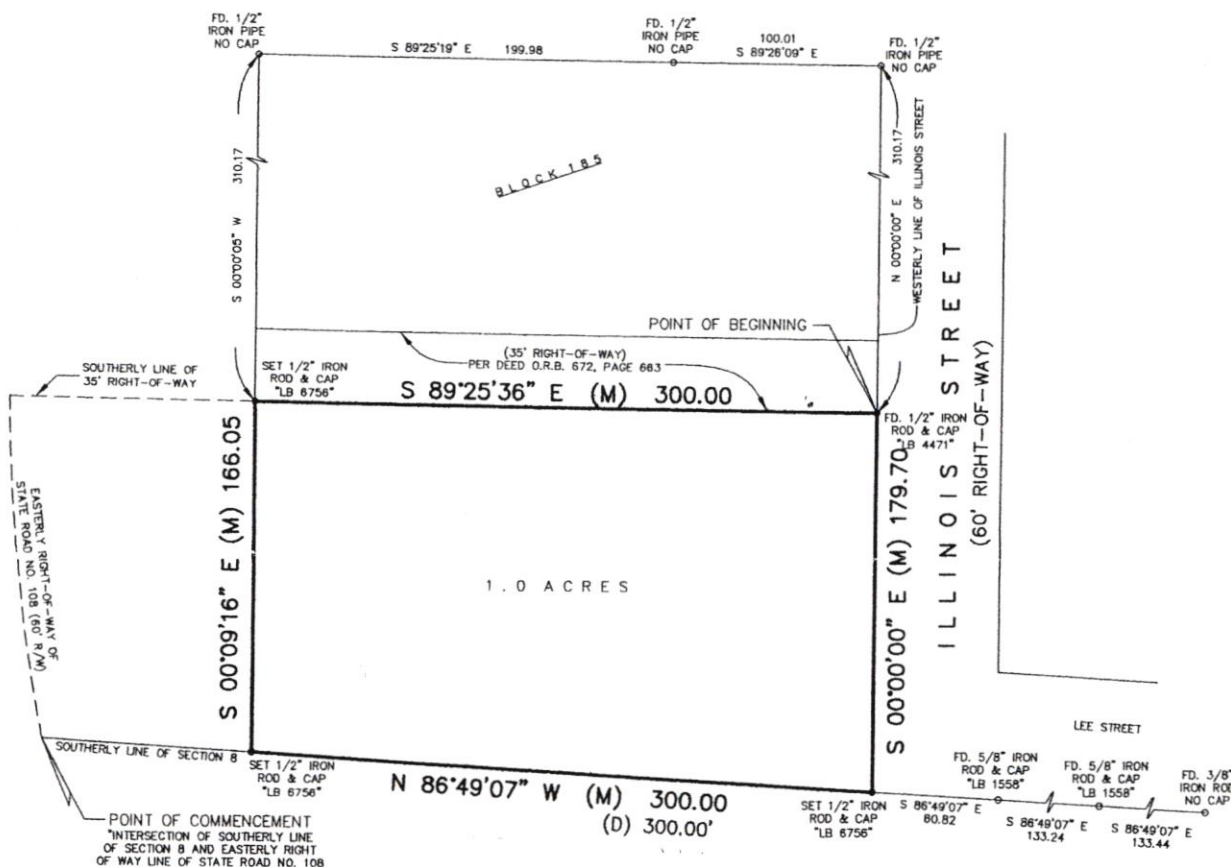 FD. 1/2"
IRON PIPE
NO CAP
S 89°25'19" E 199.98
FD. 1/2"
IRON PIPE
NO CAP
100.01
S 89°26'09" E
FD. 1/2"
IRON PIPE
NO CAP
S 00°00'05" W 310.17
BLOCK 185
N 00°00'00" E 310.17
WESTERLY LINE OF ILLINOIS STREET
POINT OF BEGINNING
(35' RIGHT-OF-WAY)
PER DEED O.R.B. 672, PAGE 663
SOUTHERLY LINE OF
35' RIGHT-OF-WAY
SET 1/2" IRON
ROD & CAP
"LB 6756"
S 89°25'36" E (M) 300.00
FD. 1/2" IRON
ROD & CAP
"LB 4471"
ILLINOIS STREET
(60' RIGHT-OF-WAY)
EASTERLY RIGHT-OF-WAY OF
STATE ROAD NO. 108 (60' R/W)
S 00°09'16" E (M) 166.05
1.0 ACRES
S 00°00'00" E (M) 179.70
LEE STREET
SOUTHERLY LINE OF SECTION 8
SET 1/2" IRON
ROD & CAP
"LB 6756"
N 86°49'07" W (M) 300.00
(D) 300.00'
SET 1/2" IRON
ROD & CAP
"LB 6756"
S 86°49'07" E
60.82
FD. 5/8" IRON
ROD & CAP
"LB 1558"
S 86°49'07" E
133.24
FD. 5/8" IRON
ROD & CAP
"LB 1558"
S 86°49'07" E
133.44
FD. 3/8"
IRON ROD
NO CAP
POINT OF COMMENCEMENT
"INTERSECTION OF SOUTHERLY LINE
OF SECTION 8 AND EASTERLY RIGHT
OF WAY LINE OF STATE ROAD NO. 108